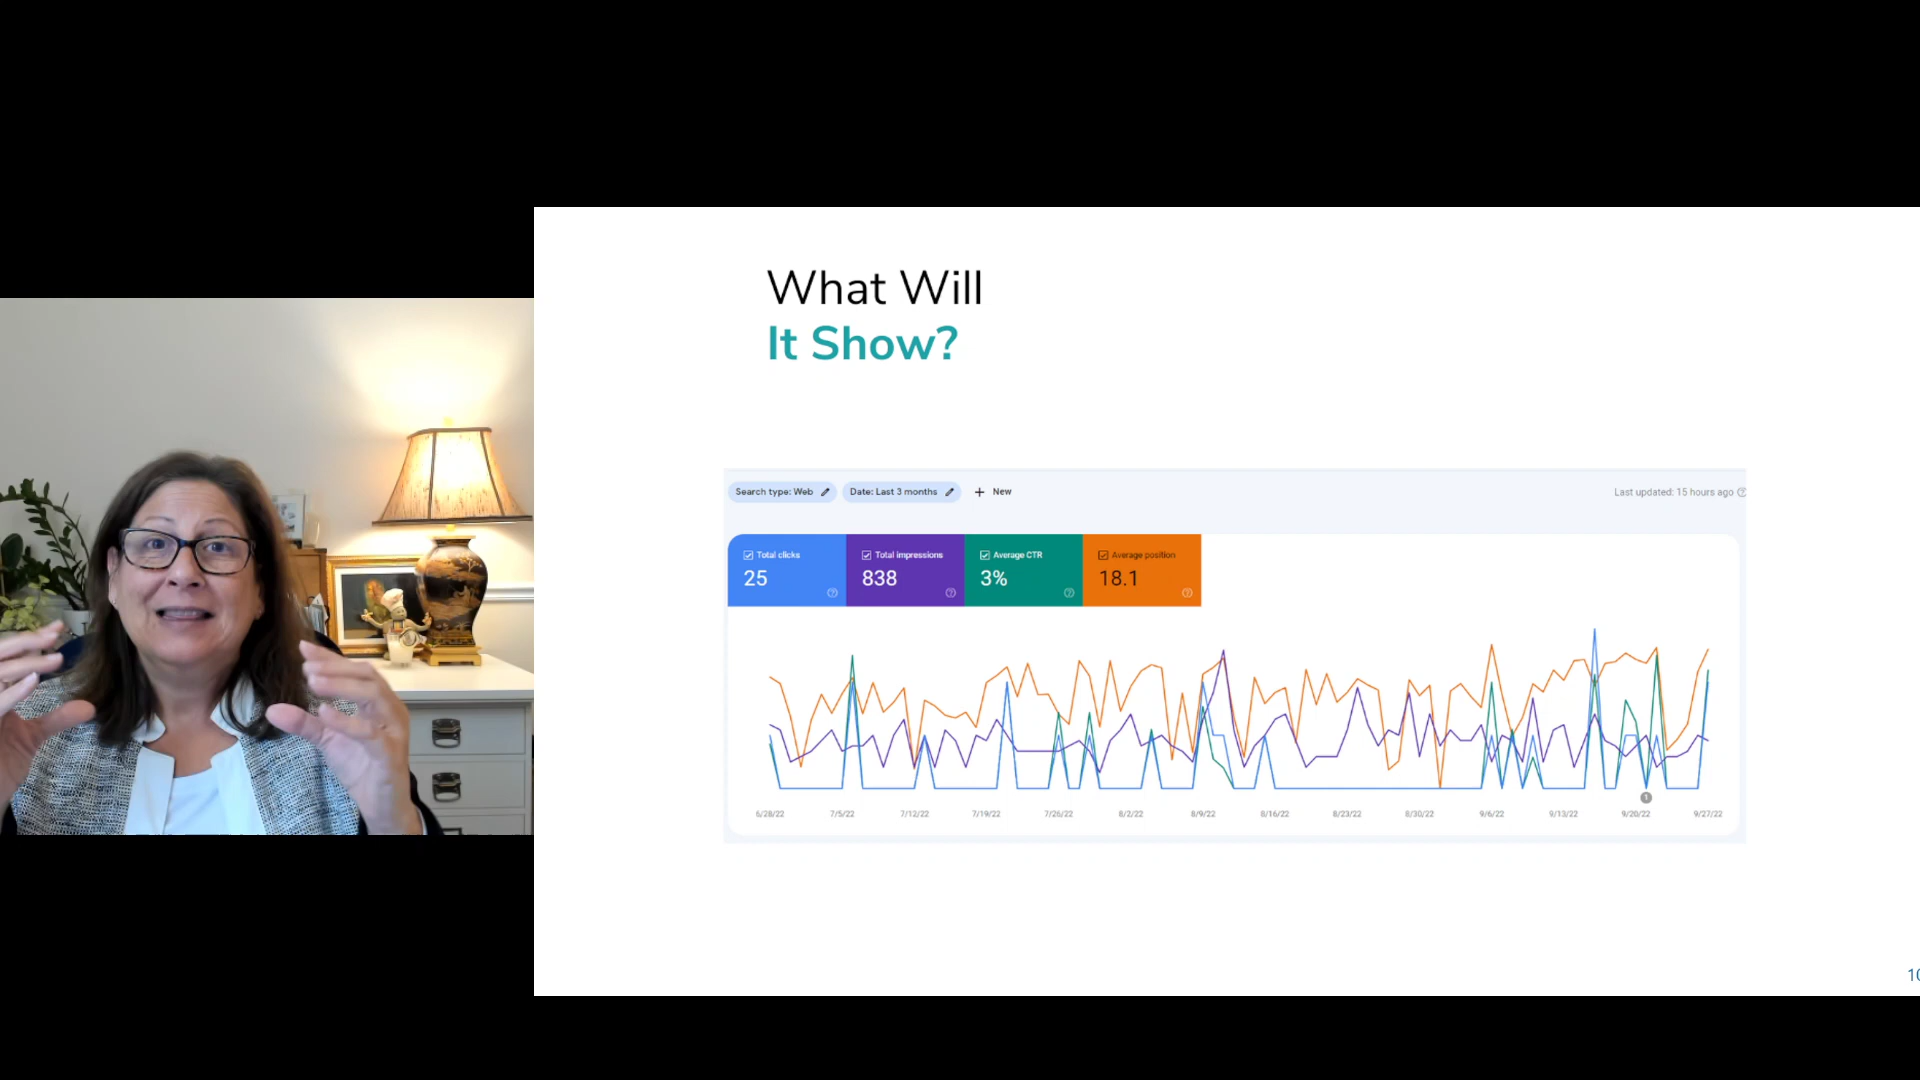 What Will
It Show?
Search type: Web
Date: Last 3 months
+ New
Last updated: 15 hours ago
Total clicks
25
Total impressions
838
Average CTR
3%
Average position
18.1
1
6/28/22 7/5/22 7/12/22 7/19/22 7/26/22 8/2/22 8/9/22 8/16/22 8/23/22 8/30/22 9/6/22 9/13/22 9/20/22 9/27/22
10